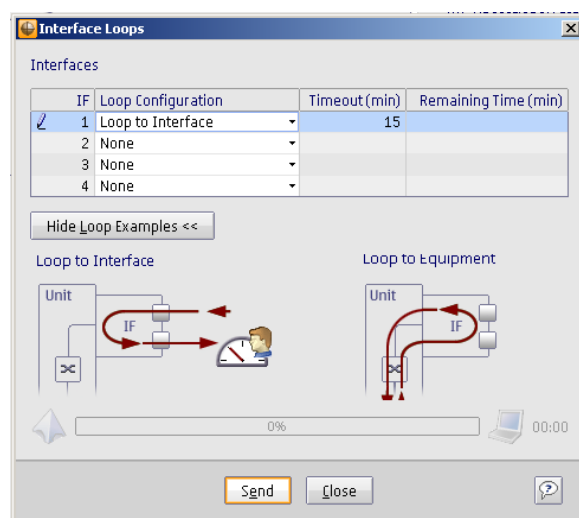 Interface Loops
Interfaces
IF Loop Configuration Timeout (min) Remaining Time (min)
1 Loop to Interface 15
2 None
3 None
4 None
Hide Loop Examples <<
Loop to Interface Loop to Equipment
Unit Unit
IF IF
0% 00:00
Send Close